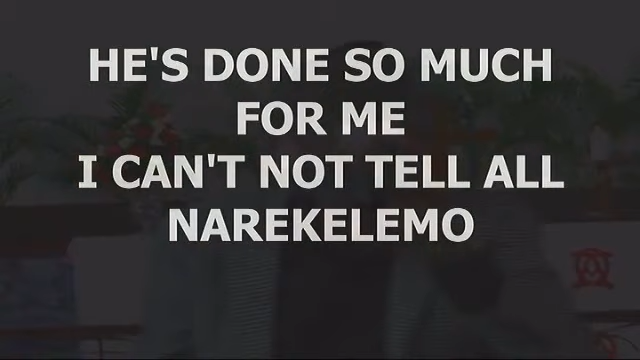 HE'S DONE SO MUCH
FOR ME
I CAN'T NOT TELL ALL
NAREKELEMO